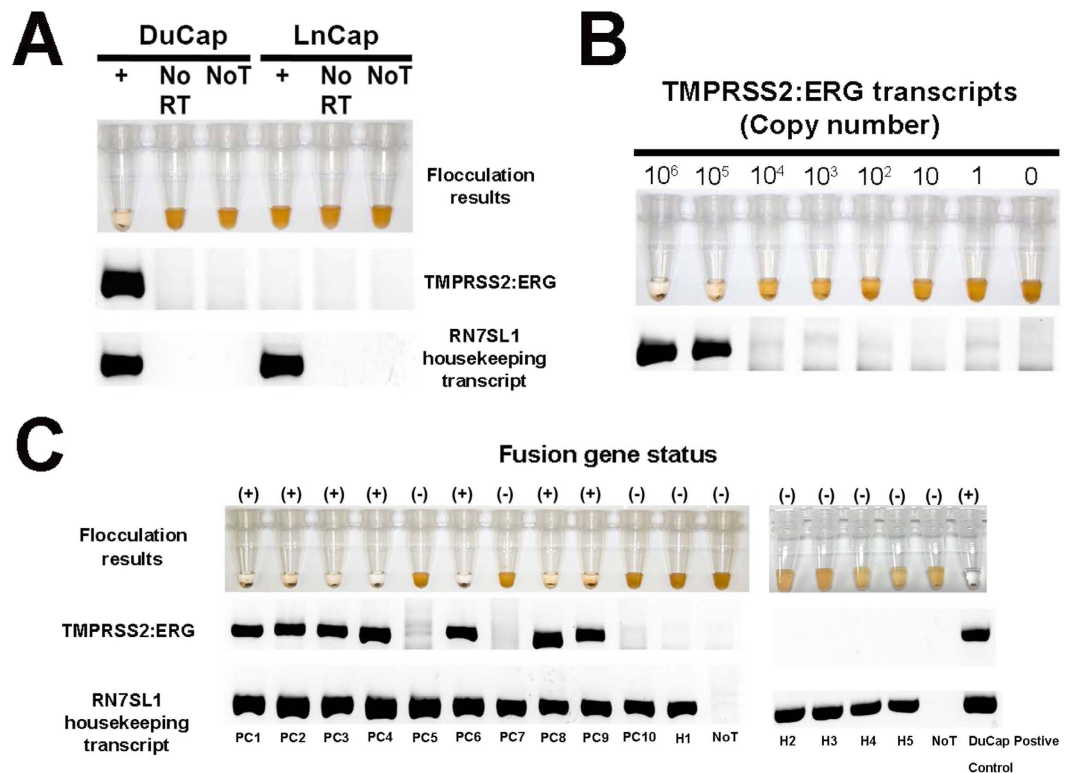 A
DuCap LnCap
+ No RT NoT + No RT NoT
Flocculation
results
TMPRSS2:ERG
RN7SL1
housekeeping
transcript
B
TMPRSS2:ERG transcripts
(Copy number)
10⁶ 10⁵ 10⁴ 10³ 10² 10 1 0
C
Fusion gene status
(+) (+) (+) (+) (-) (+) (-) (+) (+) (-) (-) (-) (-) (-) (-) (-) (-) (+)
Flocculation
results
TMPRSS2:ERG
RN7SL1
housekeeping
transcript
PC1 PC2 PC3 PC4 PC5 PC6 PC7 PC8 PC9 PC10 H1 NoT H2 H3 H4 H5 NoT DuCap Postive
Control